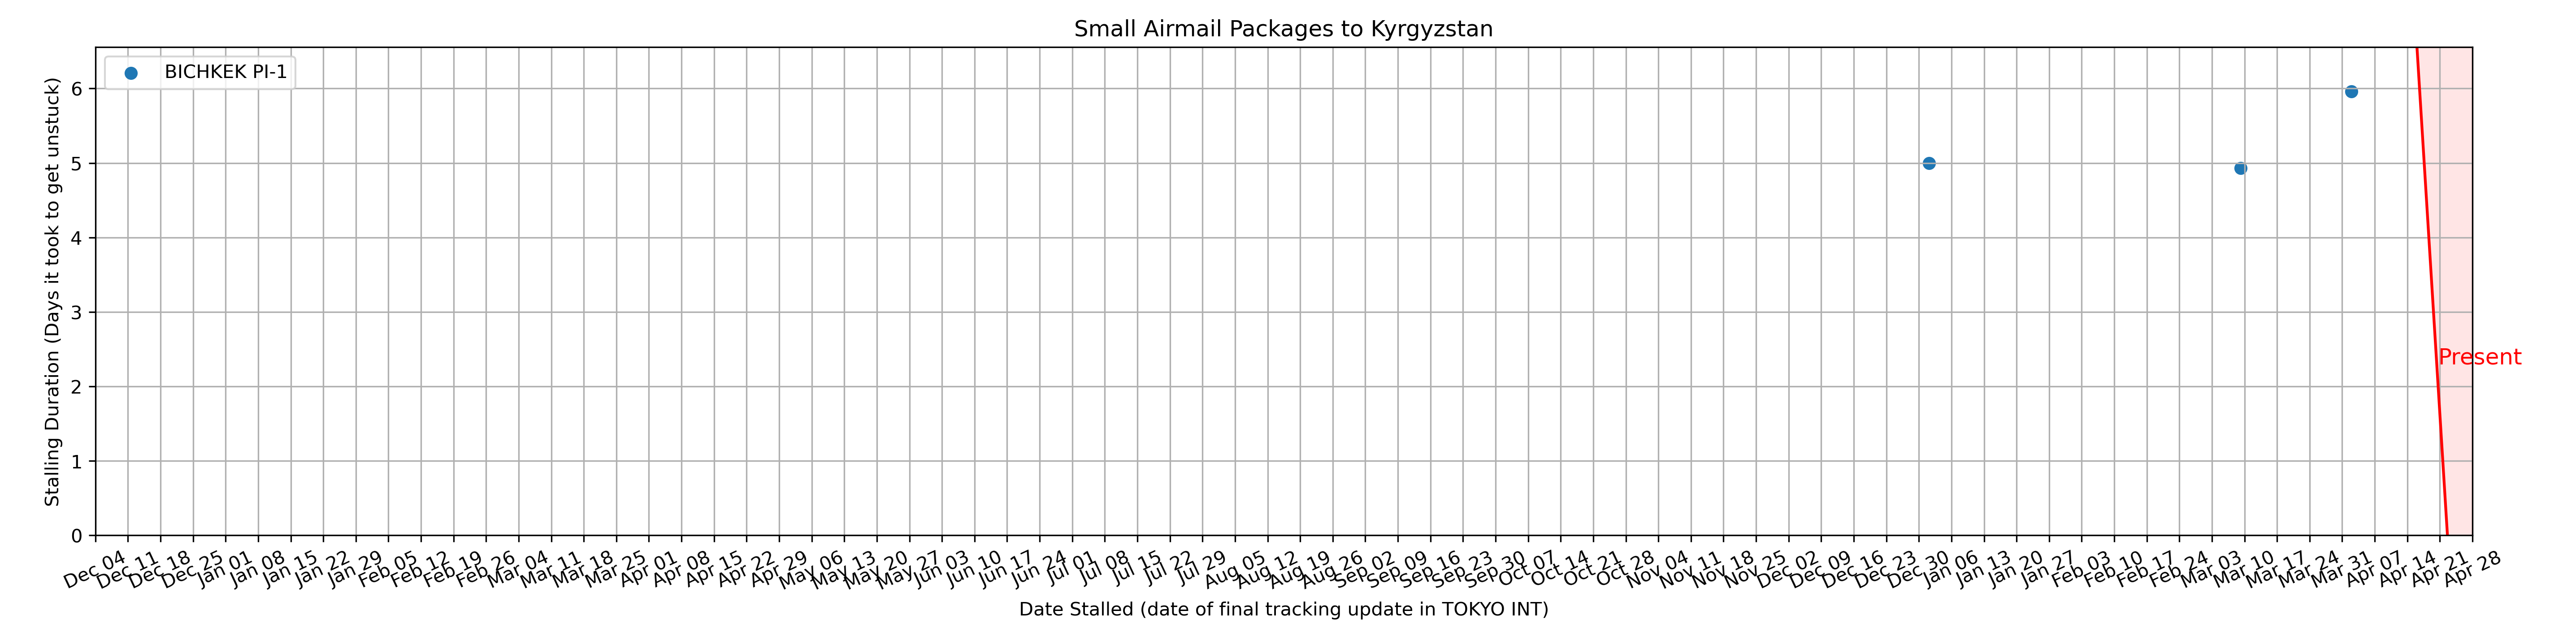 Small Airmail Packages to Kyrgyzstan
BICHKEK PI-1
Stalling Duration (Days it took to get unstuck)
6
5
4
3
2
1
0
Present
Dec 04
Dec 11
Dec 18
Dec 25
Jan 01
Jan 08
Jan 15
Jan 22
Jan 29
Feb 05
Feb 12
Feb 19
Feb 26
Mar 04
Mar 11
Mar 18
Mar 25
Apr 01
Apr 08
Apr 15
Apr 22
Apr 29
May 06
May 13
May 20
May 27
Jun 03
Jun 10
Jun 17
Jun 24
Jul 01
Jul 08
Jul 15
Jul 22
Jul 29
Aug 05
Aug 12
Aug 19
Aug 26
Sep 02
Sep 09
Sep 16
Sep 23
Sep 30
Oct 07
Oct 14
Oct 21
Oct 28
Nov 04
Nov 11
Nov 18
Nov 25
Dec 02
Dec 09
Dec 16
Dec 23
Dec 30
Jan 06
Jan 13
Jan 20
Jan 27
Feb 03
Feb 10
Feb 17
Feb 24
Mar 03
Mar 10
Mar 17
Mar 24
Mar 31
Apr 07
Apr 14
Apr 21
Apr 28
Date Stalled (date of final tracking update in TOKYO INT)